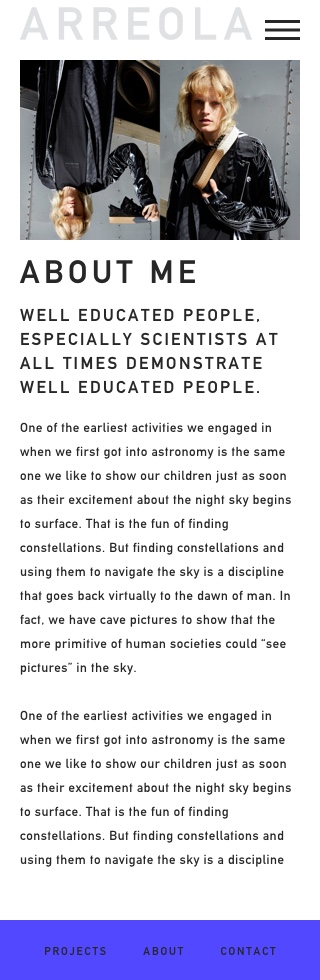 ARREOLA
ABOUT ME
WELL EDUCATED PEOPLE,
ESPECIALLY SCIENTISTS AT
ALL TIMES DEMONSTRATE
WELL EDUCATED PEOPLE.
One of the earliest activities we engaged in
when we first got into astronomy is the same
one we like to show our children just as soon
as their excitement about the night sky begins
to surface. That is the fun of finding
constellations. But finding constellations and
using them to navigate the sky is a discipline
that goes back virtually to the dawn of man. In
fact, we have cave pictures to show that the
more primitive of human societies could “see
pictures” in the sky.
One of the earliest activities we engaged in
when we first got into astronomy is the same
one we like to show our children just as soon
as their excitement about the night sky begins
to surface. That is the fun of finding
constellations. But finding constellations and
using them to navigate the sky is a discipline
PROJECTS ABOUT CONTACT